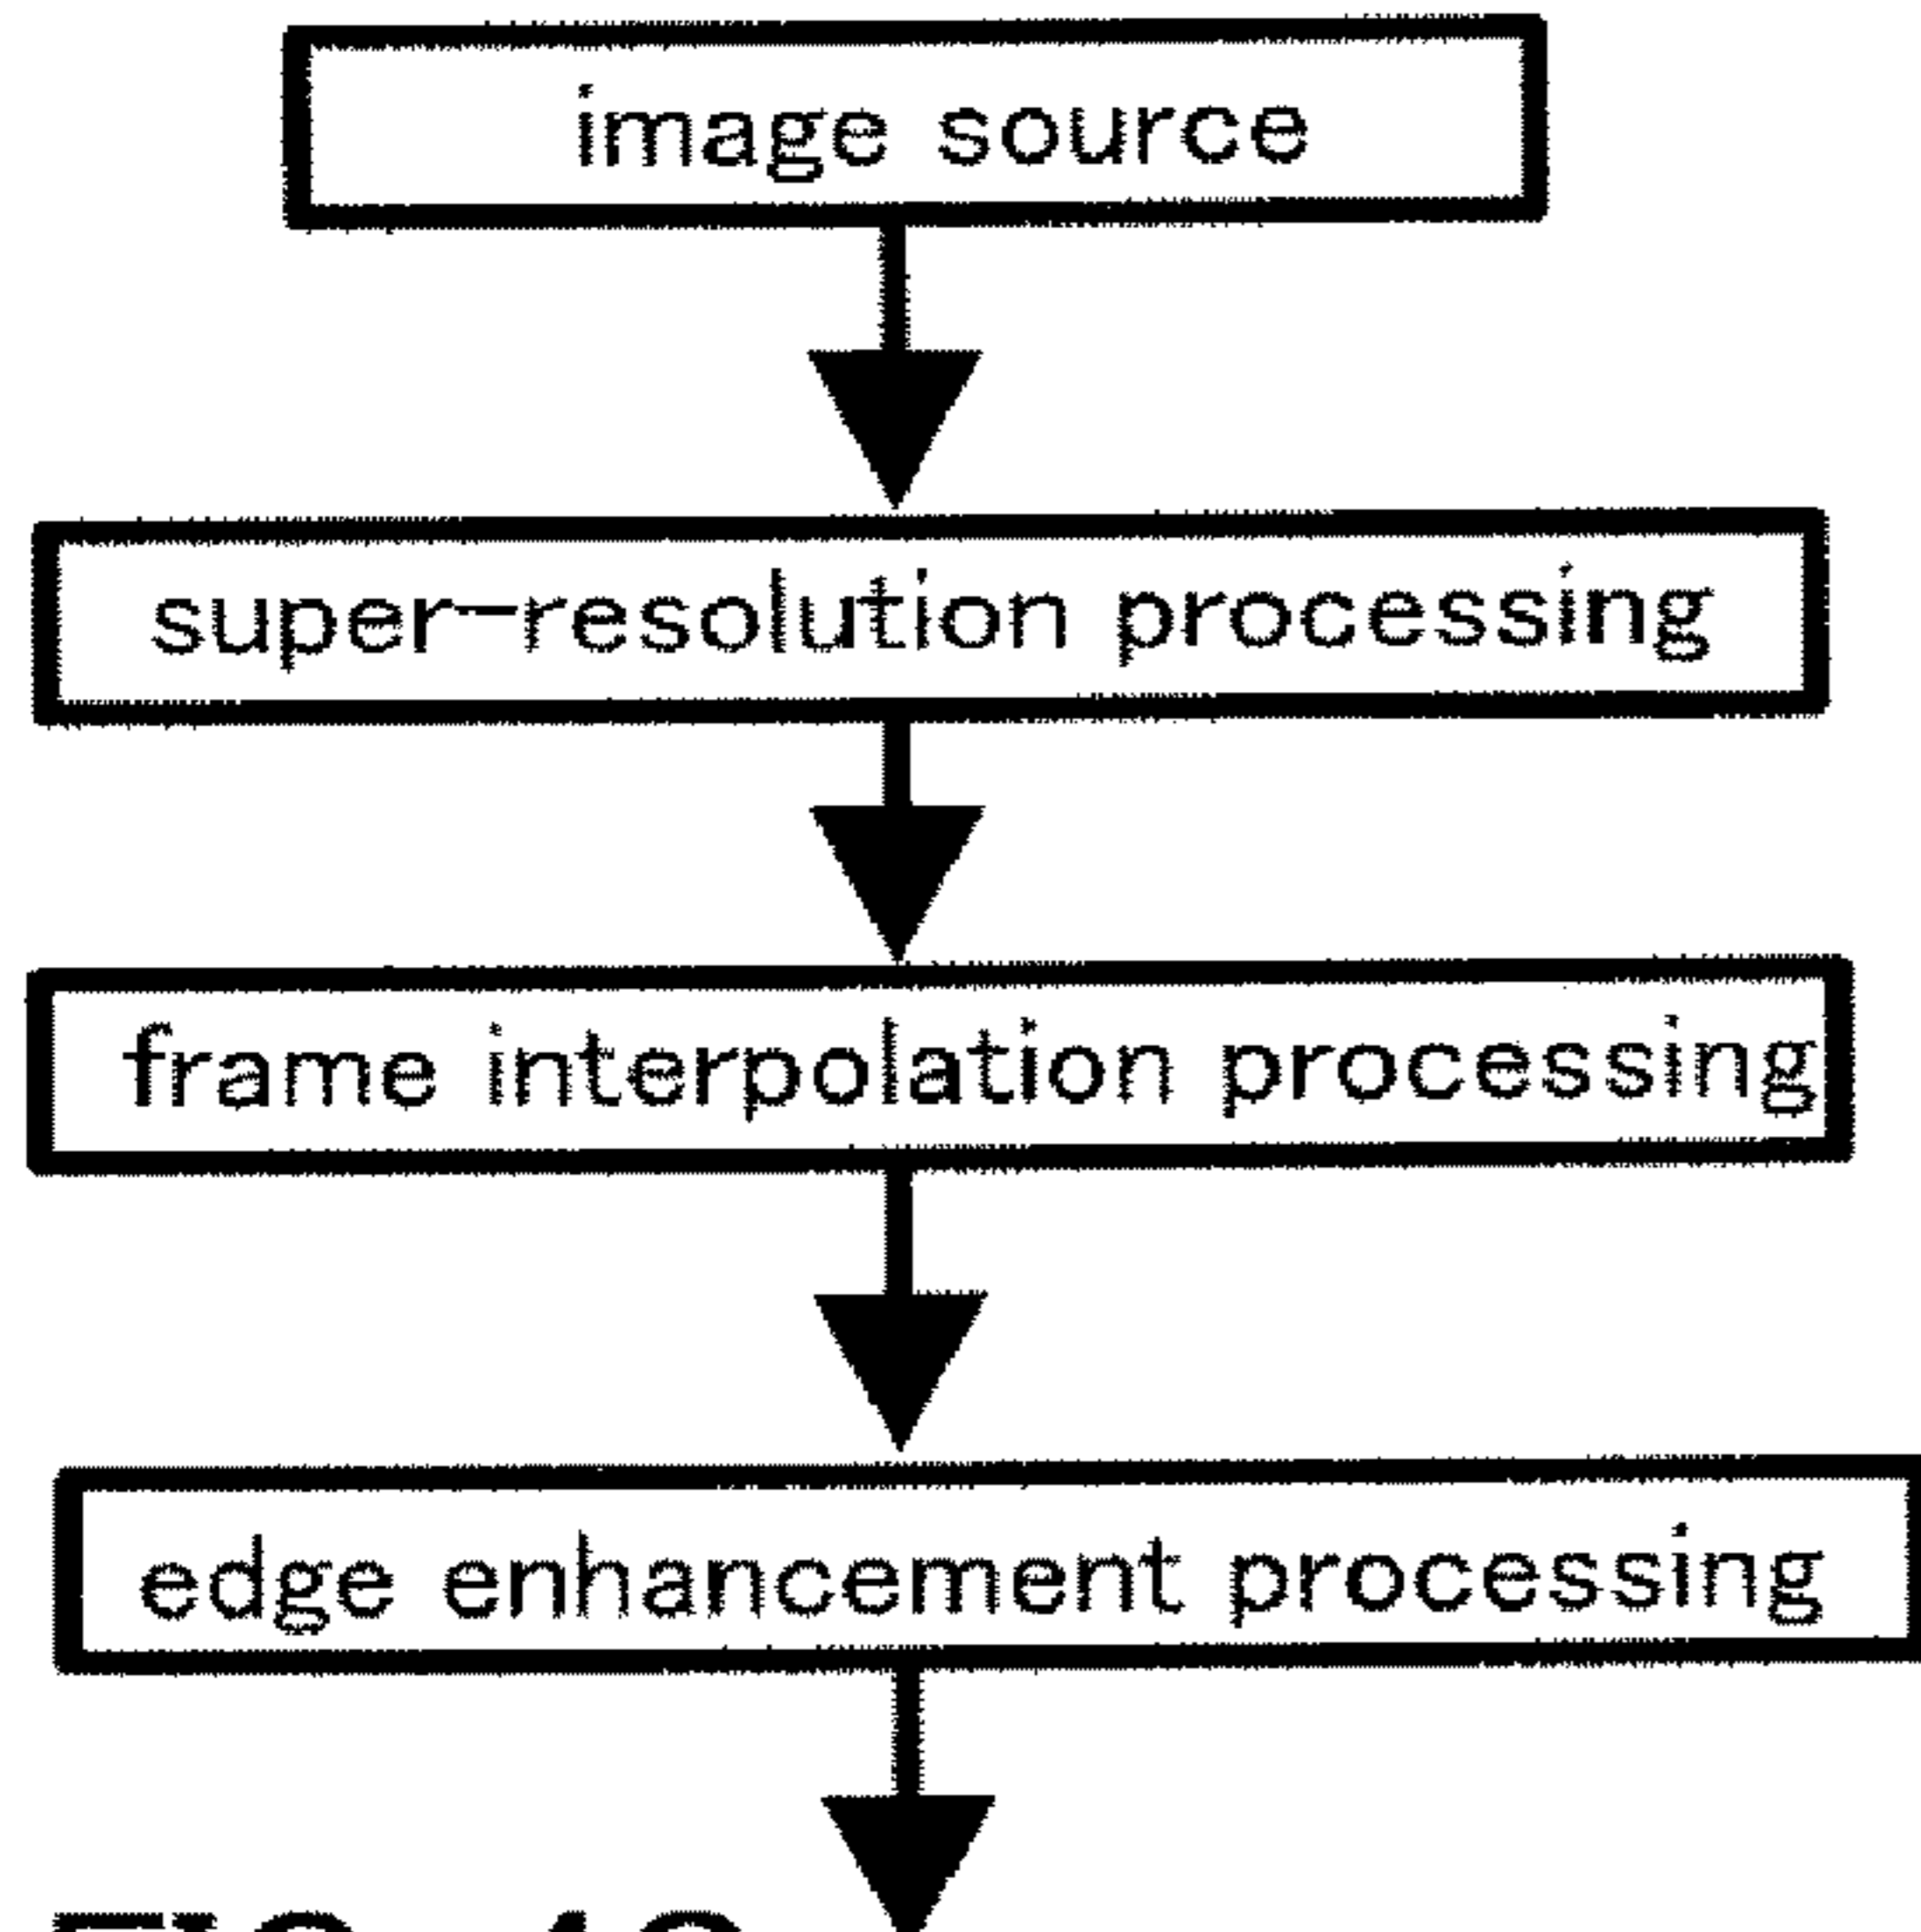 image source
super-resolution processing
frame interpolation processing
edge enhancement processing